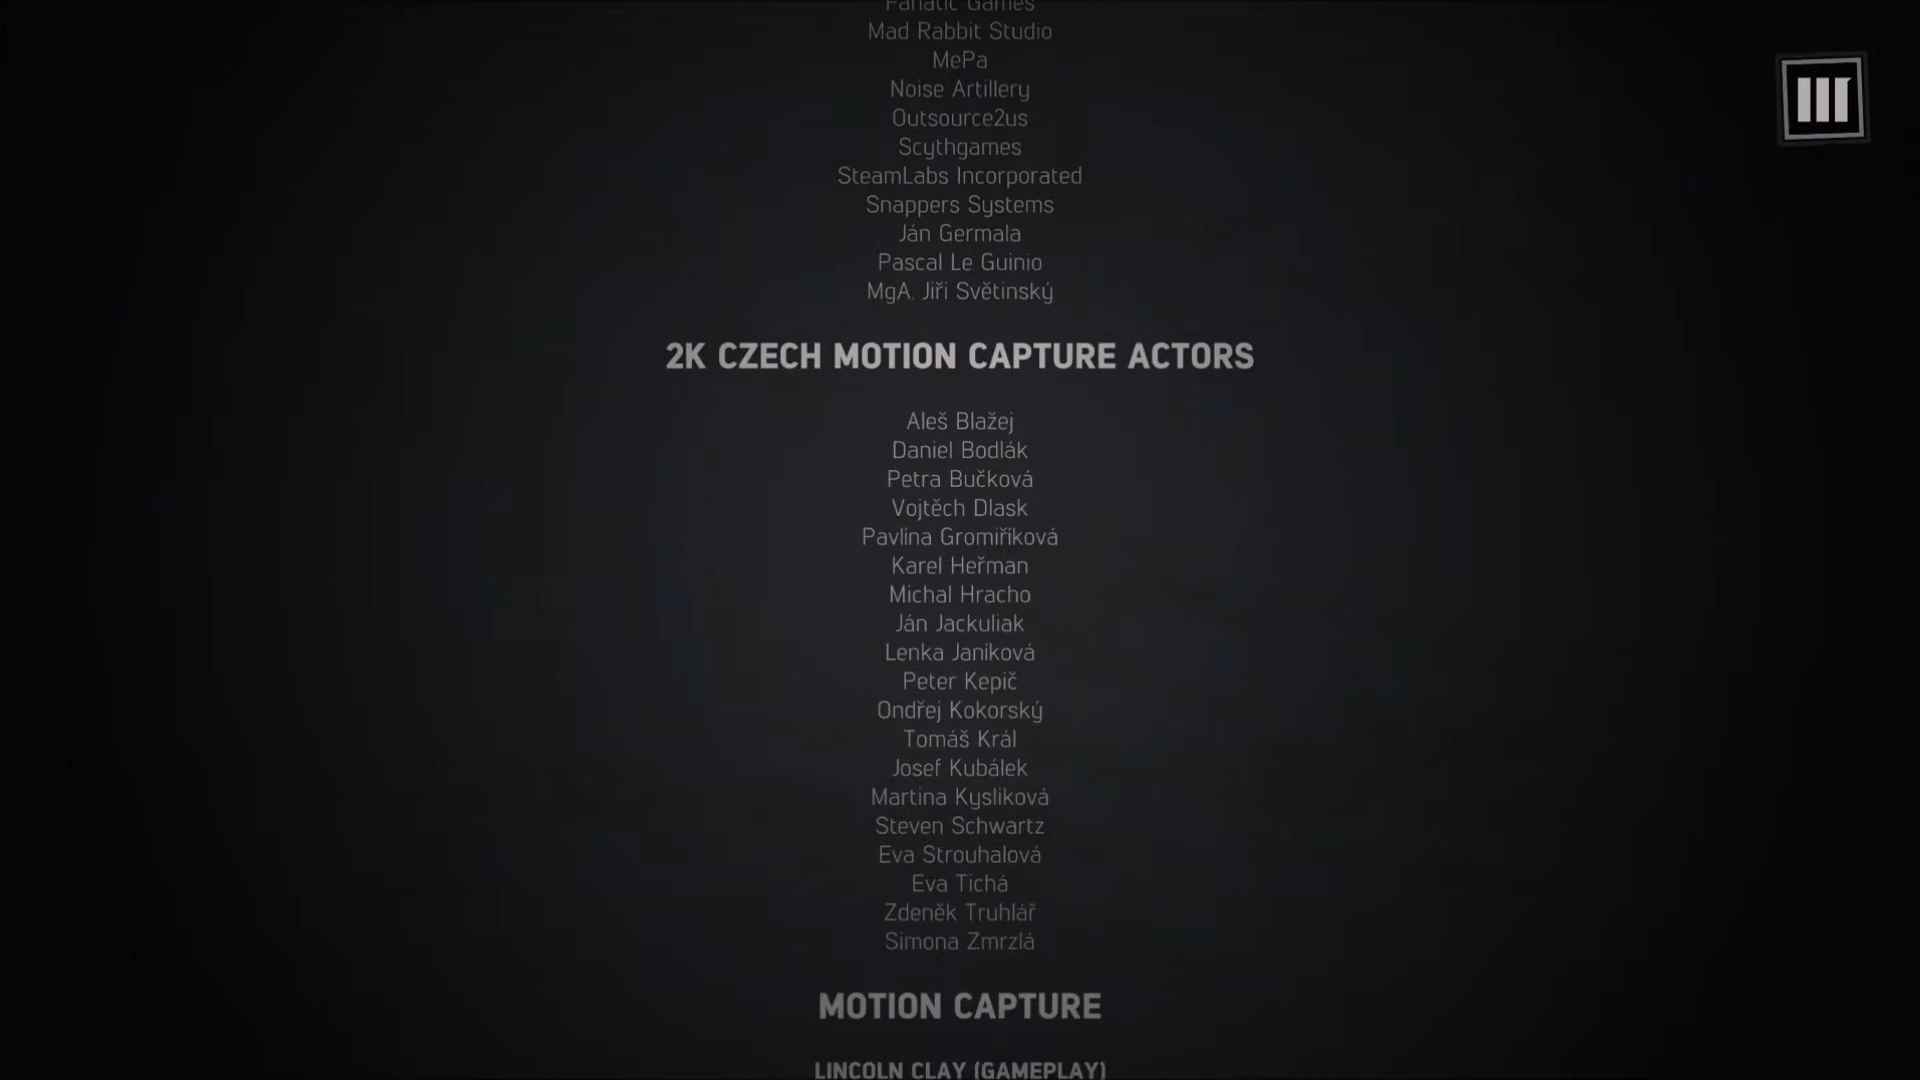 Fanatic Games
Mad Rabbit Studio
MePa
Noise Artillery
Outsource2us
Scythgames
SteamLabs Incorporated
Snappers Systems
Ján Germala
Pascal Le Guinio
MgA. Jiři Světinský
2K CZECH MOTION CAPTURE ACTORS
Aleš Blažej
Daniel Bodlák
Petra Bučková
Vojtěch Dlask
Pavlína Gromiříková
Karel Heřman
Michal Hracho
Ján Jackuliak
Lenka Janíková
Peter Kepič
Ondřej Kokorský
Tomáš Král
Josef Kubálek
Martina Kyslíková
Steven Schwartz
Eva Strouhalová
Eva Tichá
Zdeněk Truhlář
Simona Zmrzlá
MOTION CAPTURE
LINCOLN CLAY (GAMEPLAY)